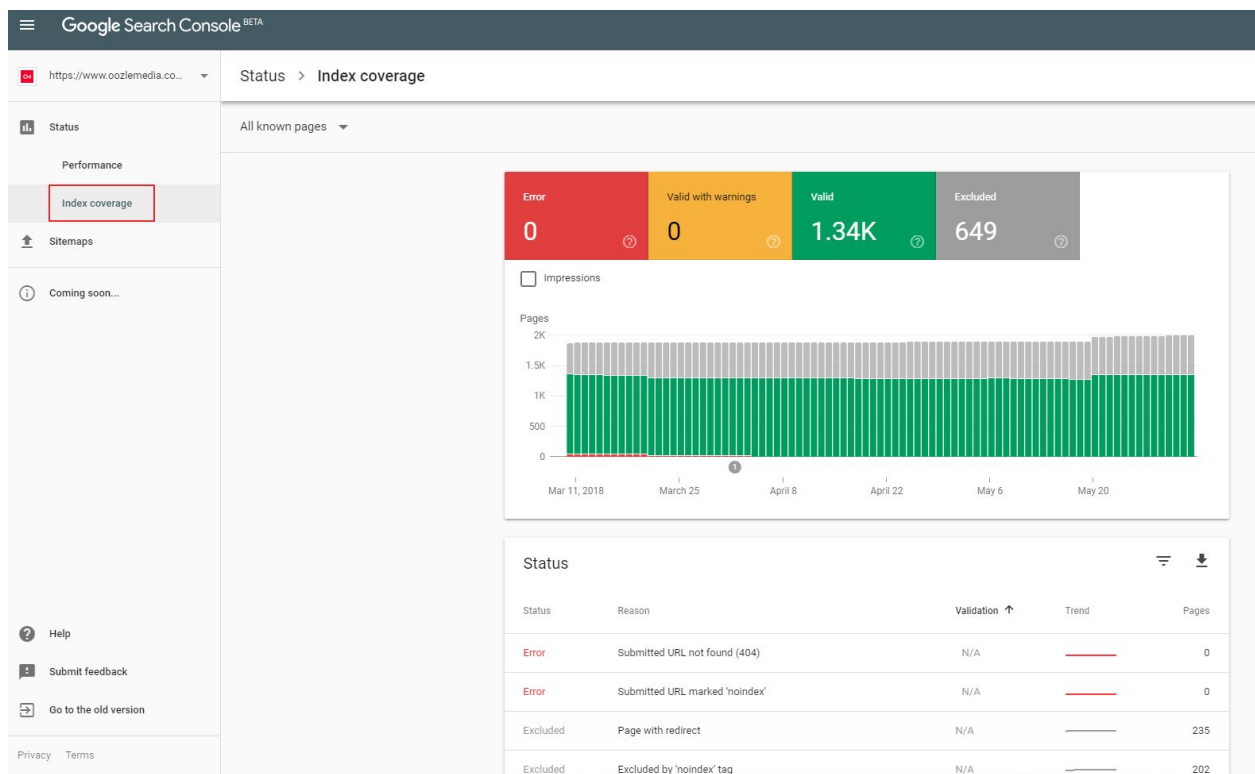 Google Search Console BETA
https://www.oozlemedia.co...
Status > Index coverage
Status
Performance
Index coverage
Sitemaps
Coming soon...
Help
Submit feedback
Go to the old version
Privacy Terms
All known pages
Error
0
Valid with warnings
0
Valid
1.34K
Excluded
649
Impressions
Pages
2K
1.5K
1K
500
0
1
Mar 11, 2018 March 25 April 8 April 22 May 6 May 20
Status
Status Reason Validation Trend Pages
Error Submitted URL not found (404) N/A 0
Error Submitted URL marked 'noindex' N/A 0
Excluded Page with redirect N/A 235
Excluded Excluded by 'noindex' tag N/A 202